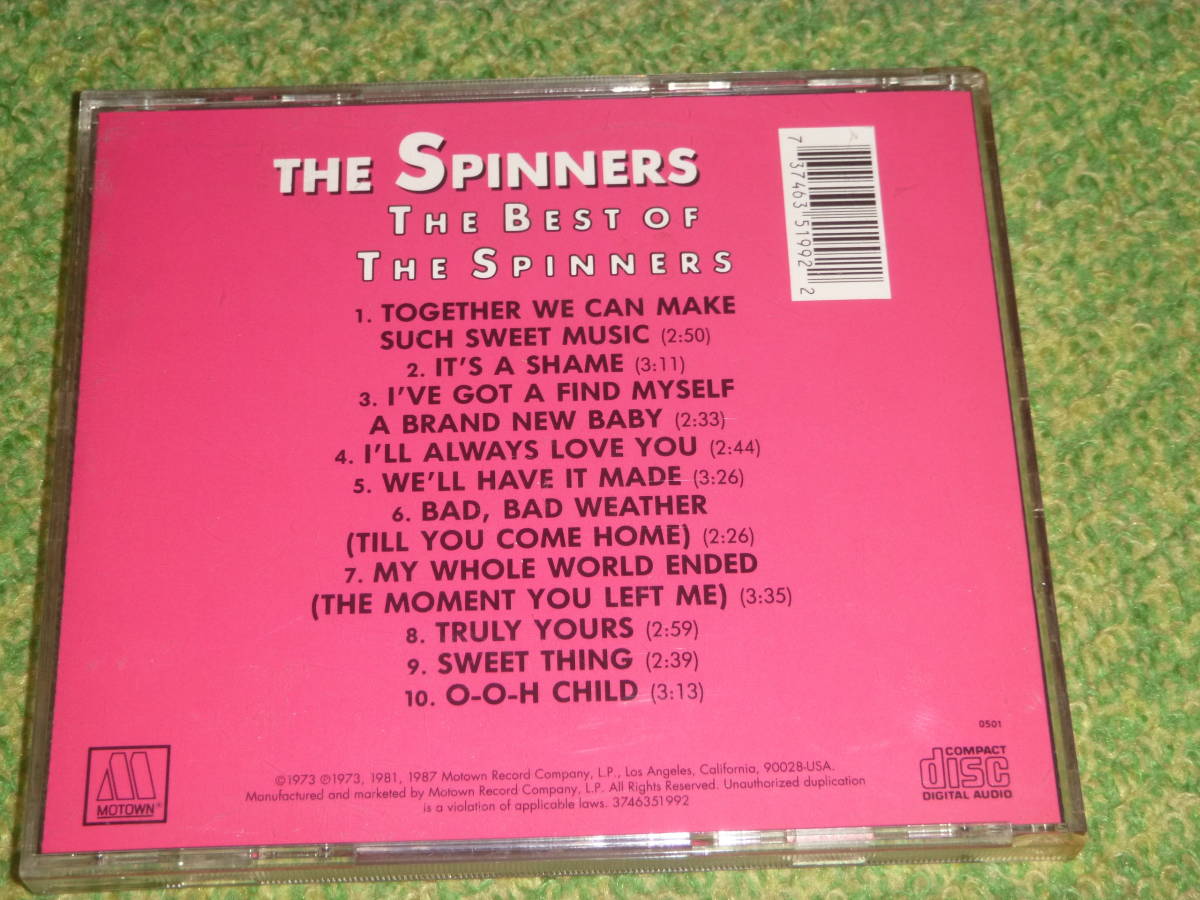 THE SPINNERS
THE BEST OF
THE SPINNERS
7 37463 51992 2
1. TOGETHER WE CAN MAKE
SUCH SWEET MUSIC (2:50)
2. IT'S A SHAME (3:11)
3. I'VE GOT A FIND MYSELF
A BRAND NEW BABY (2:33)
4. I'LL ALWAYS LOVE YOU (2:44)
5. WE'LL HAVE IT MADE (3:26)
6. BAD, BAD WEATHER
(TILL YOU COME HOME) (2:26)
7. MY WHOLE WORLD ENDED
(THE MOMENT YOU LEFT ME) (3:35)
8. TRULY YOURS (2:59)
9. SWEET THING (2:39)
10. O-O-H CHILD (3:13)
0501
MOTOWN®
©1973 ℗1973, 1981, 1987 Motown Record Company, L.P., Los Angeles, California, 90028-USA.
Manufactured and marketed by Motown Record Company, L.P. All Rights Reserved. Unauthorized duplication
is a violation of applicable laws. 3746351992
COMPACT
disc
DIGITAL AUDIO